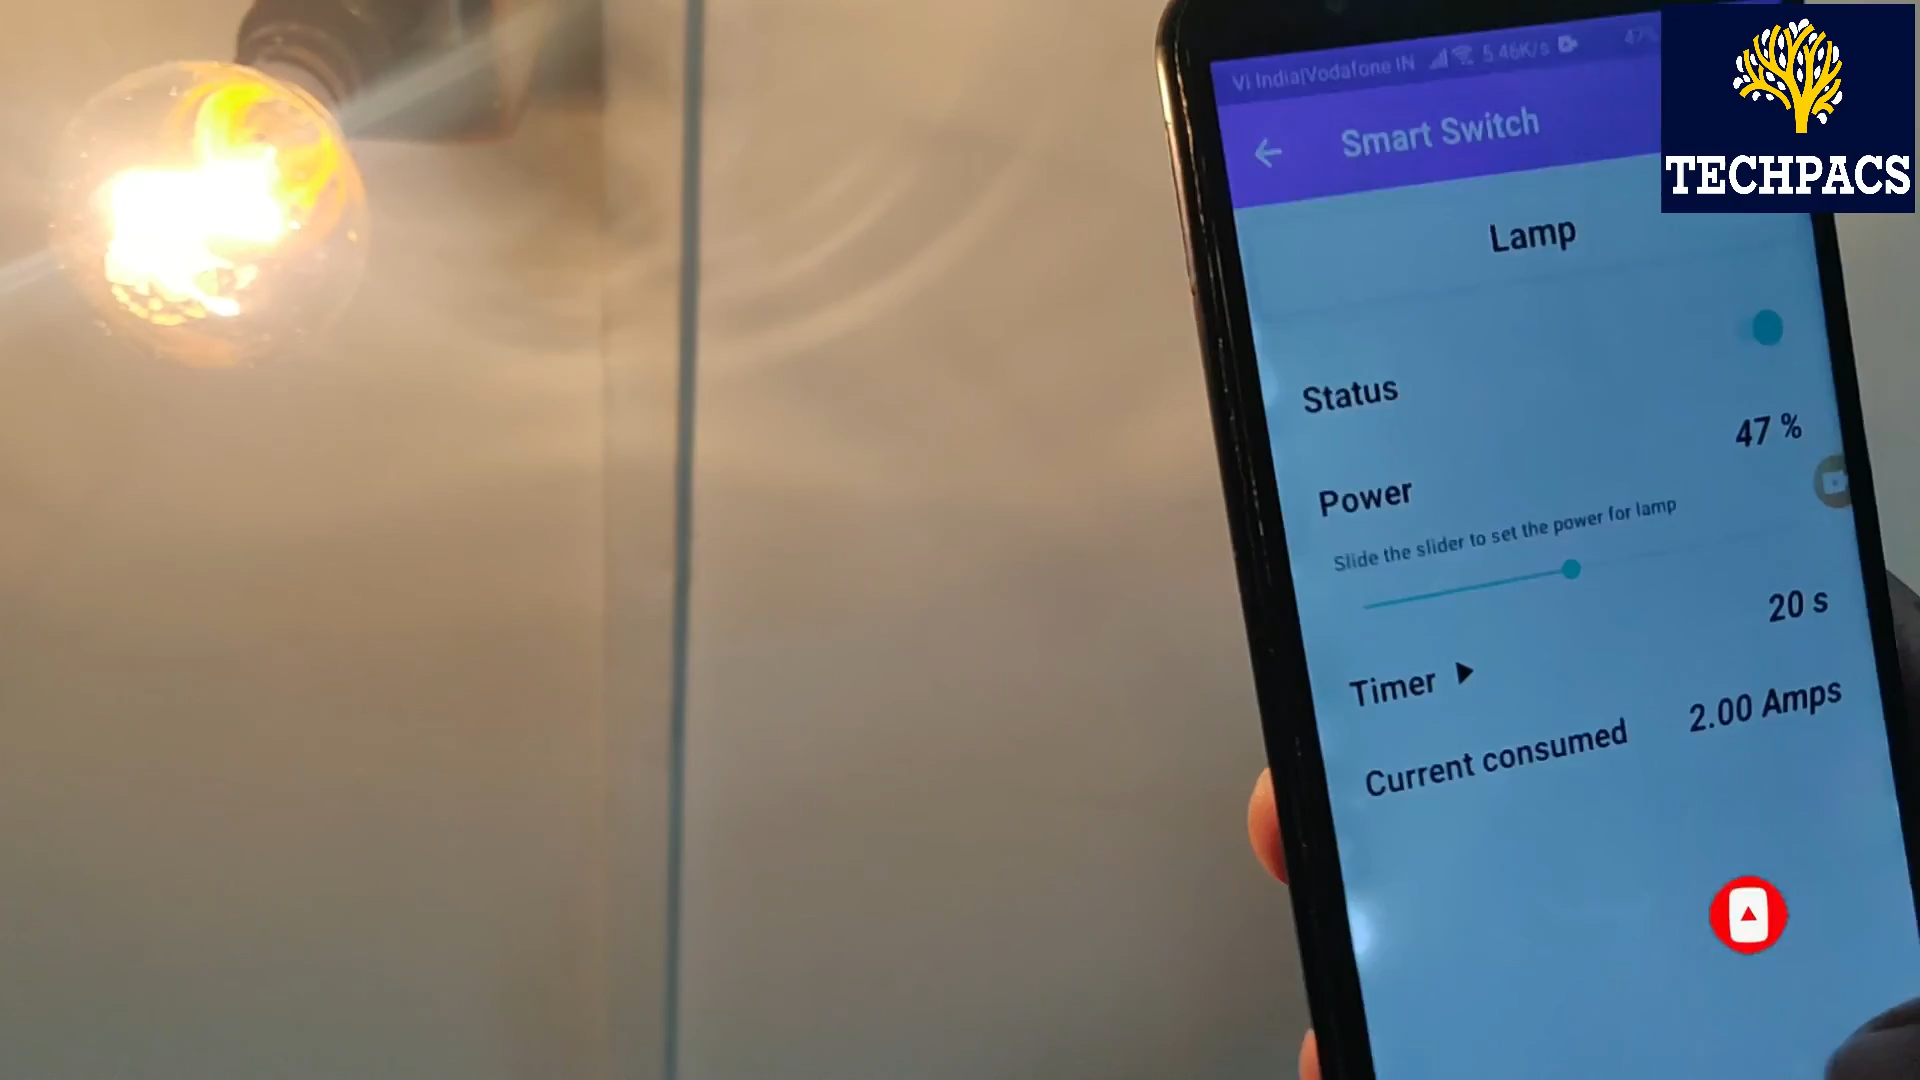 Vi India|Vodafone IN 5.46K/s 47%
Smart Switch
TECHPACS
Lamp
Status
47 %
Power
Slide the slider to set the power for lamp
20 s
Timer
2.00 Amps
Current consumed